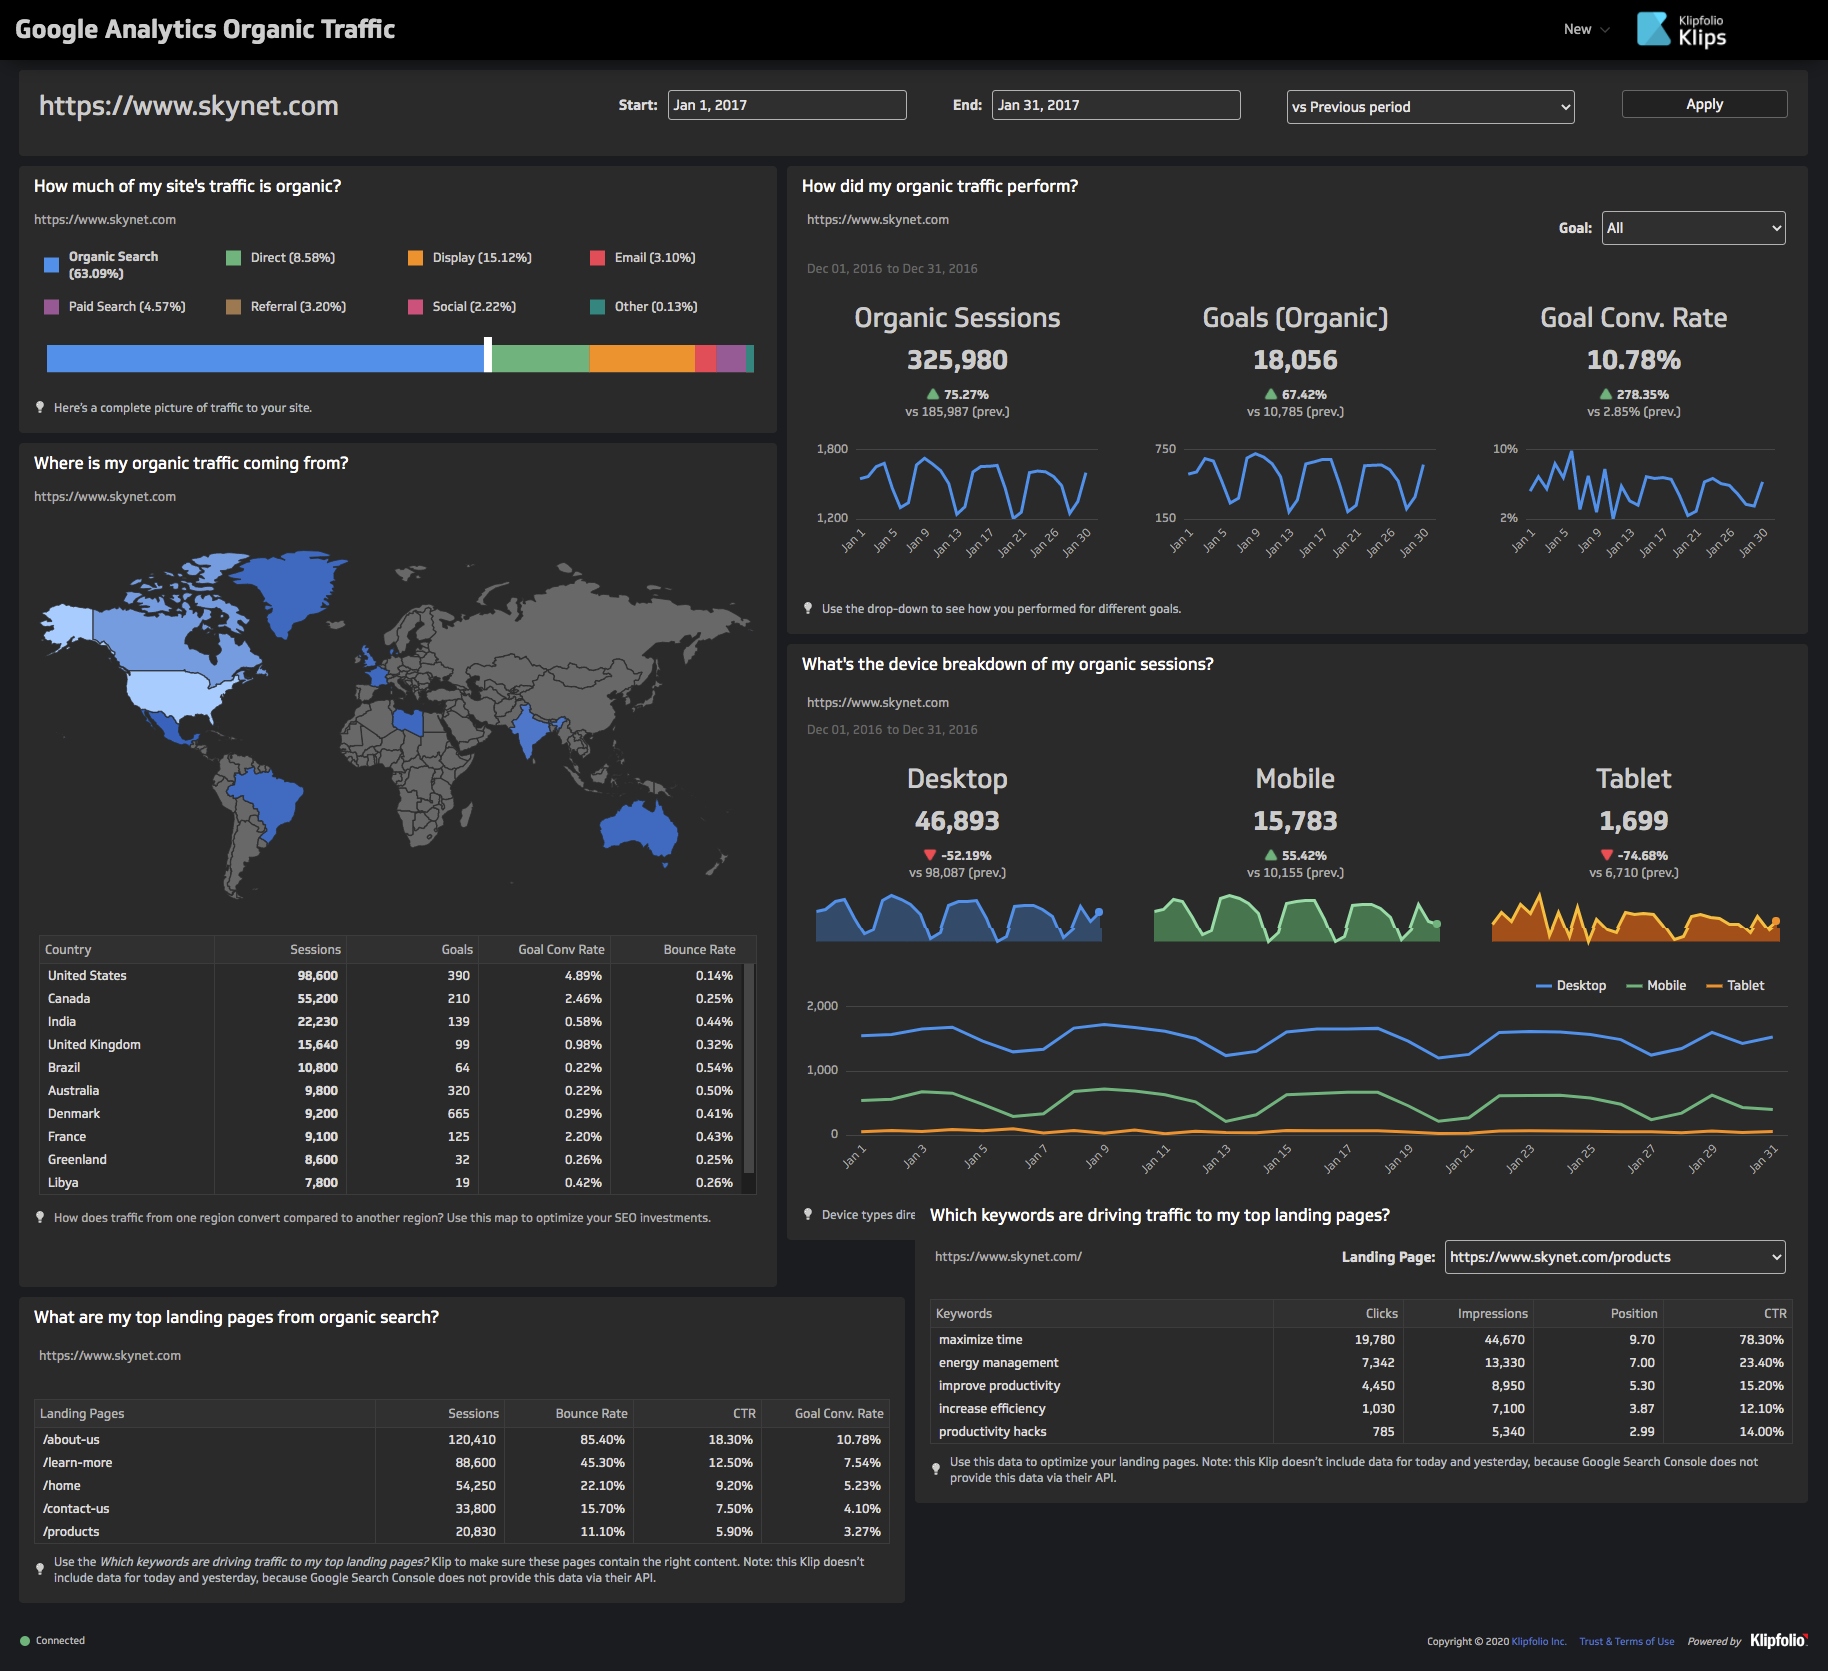 Google Analytics Organic Traffic
New
Klipfolio
Klips
https://www.skynet.com
Start: Jan 1, 2017
End: Jan 31, 2017
vs Previous period
Apply
How much of my site's traffic is organic?
https://www.skynet.com
Organic Search (63.09%)
Direct (8.58%)
Display (15.12%)
Email (3.10%)
Paid Search (4.57%)
Referral (3.20%)
Social (2.22%)
Other (0.13%)
Here's a complete picture of traffic to your site.
How did my organic traffic perform?
https://www.skynet.com
Goal: All
Dec 01, 2016 to Dec 31, 2016
Organic Sessions
325,980
75.27%
vs 185,987 (prev.)
1,800
1,200
Jan 1 Jan 5 Jan 9 Jan 13 Jan 17 Jan 21 Jan 26 Jan 30
Goals (Organic)
18,056
67.42%
vs 10,785 (prev.)
750
150
Jan 1 Jan 5 Jan 9 Jan 13 Jan 17 Jan 21 Jan 26 Jan 30
Goal Conv. Rate
10.78%
278.35%
vs 2.85% (prev.)
10%
2%
Jan 1 Jan 5 Jan 9 Jan 13 Jan 17 Jan 21 Jan 26 Jan 30
Use the drop-down to see how you performed for different goals.
Where is my organic traffic coming from?
https://www.skynet.com
Country Sessions Goals Goal Conv Rate Bounce Rate
United States 98,600 390 4.89% 0.14%
Canada 55,200 210 2.46% 0.25%
India 22,230 139 0.58% 0.44%
United Kingdom 15,640 99 0.98% 0.32%
Brazil 10,800 64 0.22% 0.54%
Australia 9,800 320 0.22% 0.50%
Denmark 9,200 665 0.29% 0.41%
France 9,100 125 2.20% 0.43%
Greenland 8,600 32 0.26% 0.25%
Libya 7,800 19 0.42% 0.26%
How does traffic from one region convert compared to another region? Use this map to optimize your SEO investments.
What's the device breakdown of my organic sessions?
https://www.skynet.com
Dec 01, 2016 to Dec 31, 2016
Desktop
46,893
-52.19%
vs 98,087 (prev.)
Mobile
15,783
55.42%
vs 10,155 (prev.)
Tablet
1,699
-74.68%
vs 6,710 (prev.)
Desktop Mobile Tablet
2,000
1,000
0
Jan 1 Jan 3 Jan 5 Jan 7 Jan 9 Jan 11 Jan 13 Jan 15 Jan 17 Jan 19 Jan 21 Jan 23 Jan 25 Jan 27 Jan 29 Jan 31
Device types dire
Which keywords are driving traffic to my top landing pages?
https://www.skynet.com/
Landing Page: https://www.skynet.com/products
Keywords Clicks Impressions Position CTR
maximize time 19,780 44,670 9.70 78.30%
energy management 7,342 13,330 7.00 23.40%
improve productivity 4,450 8,950 5.30 15.20%
increase efficiency 1,030 7,100 3.87 12.10%
productivity hacks 785 5,340 2.99 14.00%
Use this data to optimize your landing pages. Note: this Klip doesn't include data for today and yesterday, because Google Search Console does not
provide this data via their API.
What are my top landing pages from organic search?
https://www.skynet.com
Landing Pages Sessions Bounce Rate CTR Goal Conv. Rate
/about-us 120,410 85.40% 18.30% 10.78%
/learn-more 88,600 45.30% 12.50% 7.54%
/home 54,250 22.10% 9.20% 5.23%
/contact-us 33,800 15.70% 7.50% 4.10%
/products 20,830 11.10% 5.90% 3.27%
Use the Which keywords are driving traffic to my top landing pages? Klip to make sure these pages contain the right content. Note: this Klip doesn't
include data for today and yesterday, because Google Search Console does not provide this data via their API.
Connected
Copyright © 2020 Klipfolio Inc. Trust & Terms of Use Powered by Klipfolio